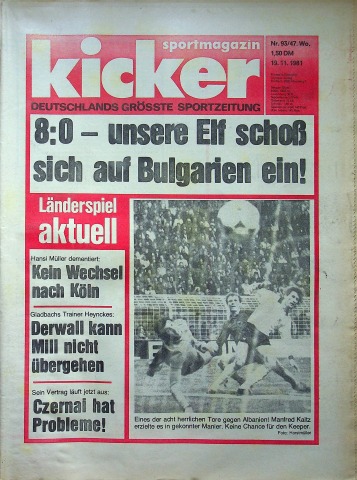 sportmagazin
kicker
Nr. 93/47. Wo.
1,50 DM
19. 11. 1981
DEUTSCHLANDS GRÖSSTE SPORTZEITUNG
8:0 – unsere Elf schoß
sich auf Bulgarien ein!
Länderspiel
aktuell
Hansi Müller dementiert:
Kein Wechsel
nach Köln
Gladbachs Trainer Heynckes:
Derwall kann
Mill nicht
übergehen
Sein Vertrag läuft jetzt aus:
Czernai hat
Probleme!
Eines der acht herrlichen Tore gegen Albanien! Manfred Kaltz
erzielte es in gekonnter Manier. Keine Chance für den Keeper.
Foto: Horstmüller